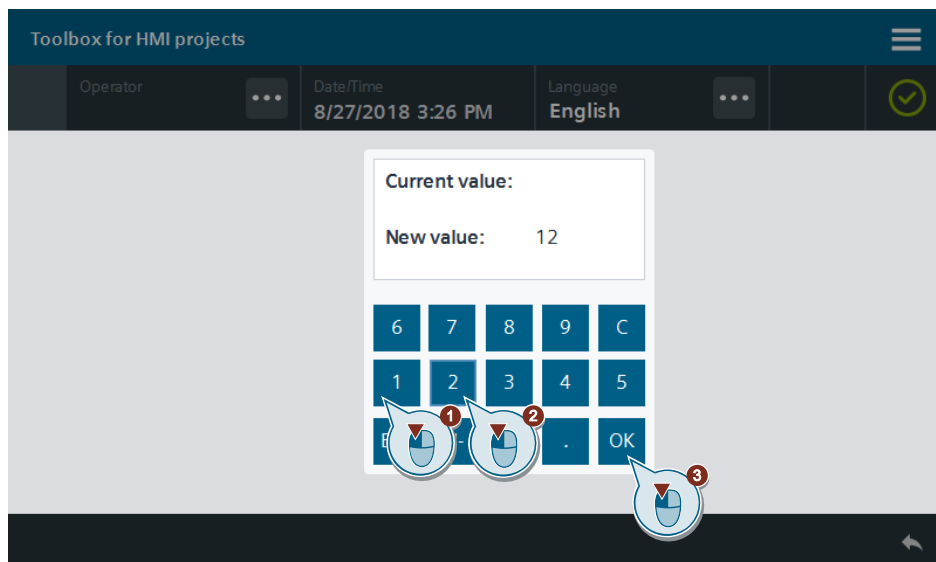 Toolbox for HMI projects
Operator
Date/Time
Language
8/27/2018 3:26 PM
English
Current value:
New value: 12
6 7 8 9 C
1 2 3 4 5
1 2
. OK
3